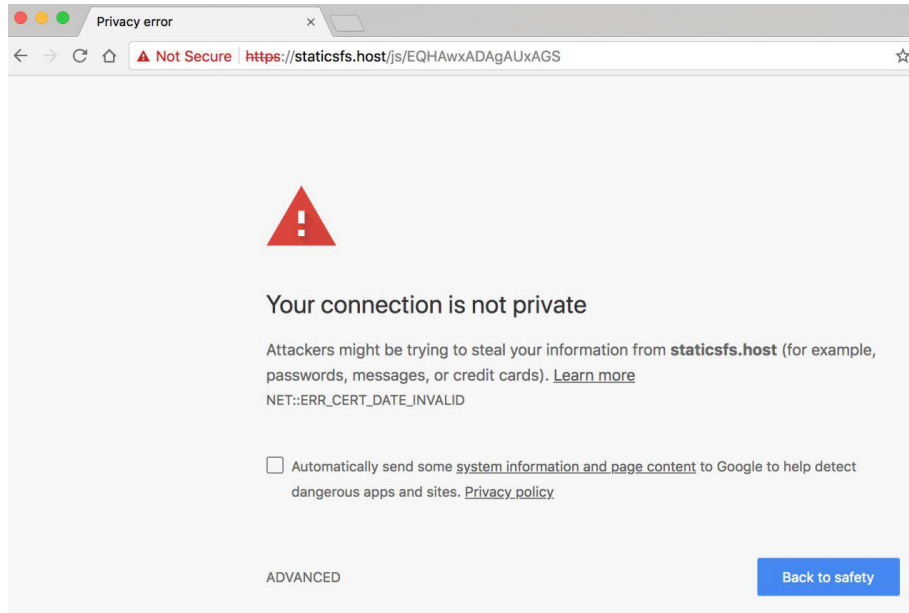 Privacy error
Not Secure https://staticsfs.host/js/EQHAwxADAgAUxAGS
Your connection is not private
Attackers might be trying to steal your information from staticsfs.host (for example,
passwords, messages, or credit cards). Learn more
NET::ERR_CERT_DATE_INVALID
Automatically send some system information and page content to Google to help detect
dangerous apps and sites. Privacy policy
ADVANCED
Back to safety